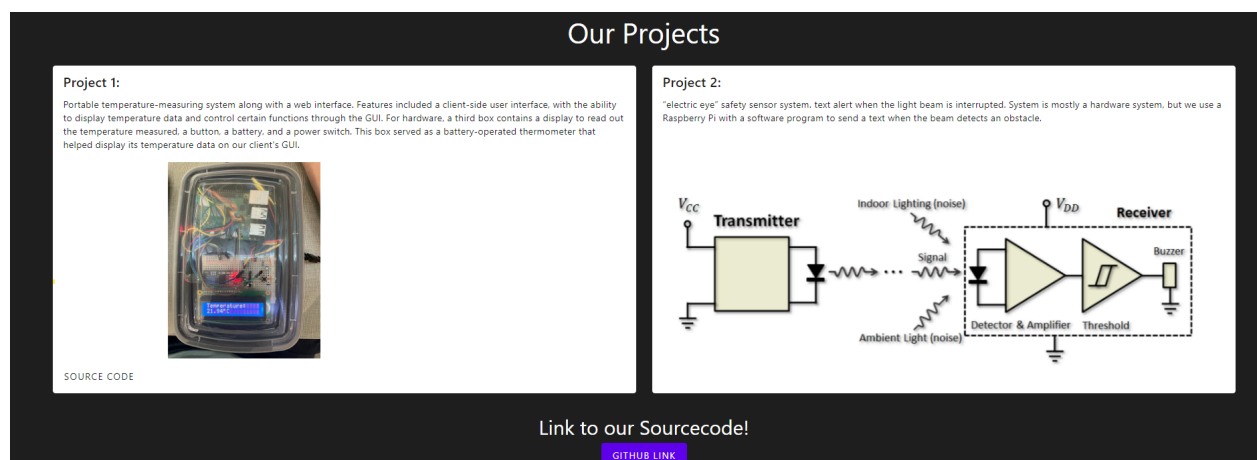 Our Projects
Project 1:
Portable temperature-measuring system along with a web interface. Features included a client-side user interface, with the ability
to display temperature data and control certain functions through the GUI. For hardware, a third box contains a display to read out
the temperature measured, a button, a battery, and a power switch. This box served as a battery-operated thermometer that
helped display its temperature data on our client's GUI.
Temperature:
21.94°C
SOURCE CODE
Project 2:
"electric eye" safety sensor system, text alert when the light beam is interrupted. System is mostly a hardware system, but we use a
Raspberry Pi with a software program to send a text when the beam detects an obstacle.
VCC
Transmitter
Indoor Lighting (noise)
VDD
Receiver
Signal
Buzzer
Detector & Amplifier
Threshold
Ambient Light (noise)
Link to our Sourcecode!
GITHUB LINK